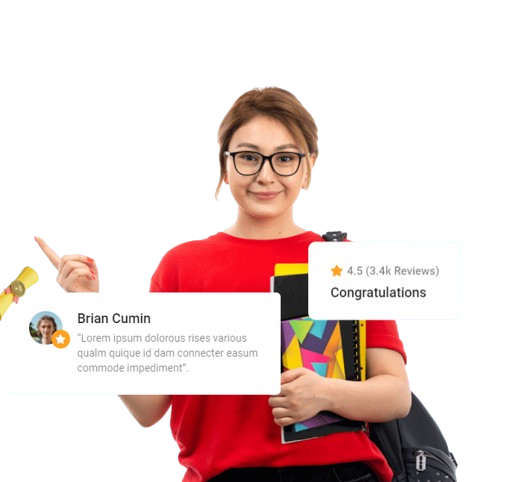 4.5 (3.4k Reviews)
Congratulations
Brian Cumin
"Lorem ipsum dolorous rises various
qualm quique id dam connecter easum
commode impediment".